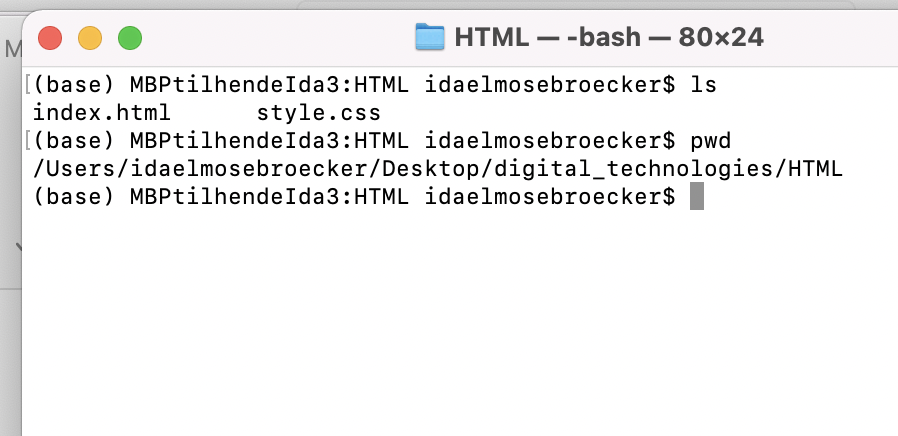 HTML — -bash — 80×24
M
[(base) MBPtilhendeIda3:HTML idaelmosebroecker$ ls
index.html style.css
[(base) MBPtilhendeIda3:HTML idaelmosebroecker$ pwd
/Users/idaelmosebroecker/Desktop/digital_technologies/HTML
(base) MBPtilhendeIda3:HTML idaelmosebroecker$